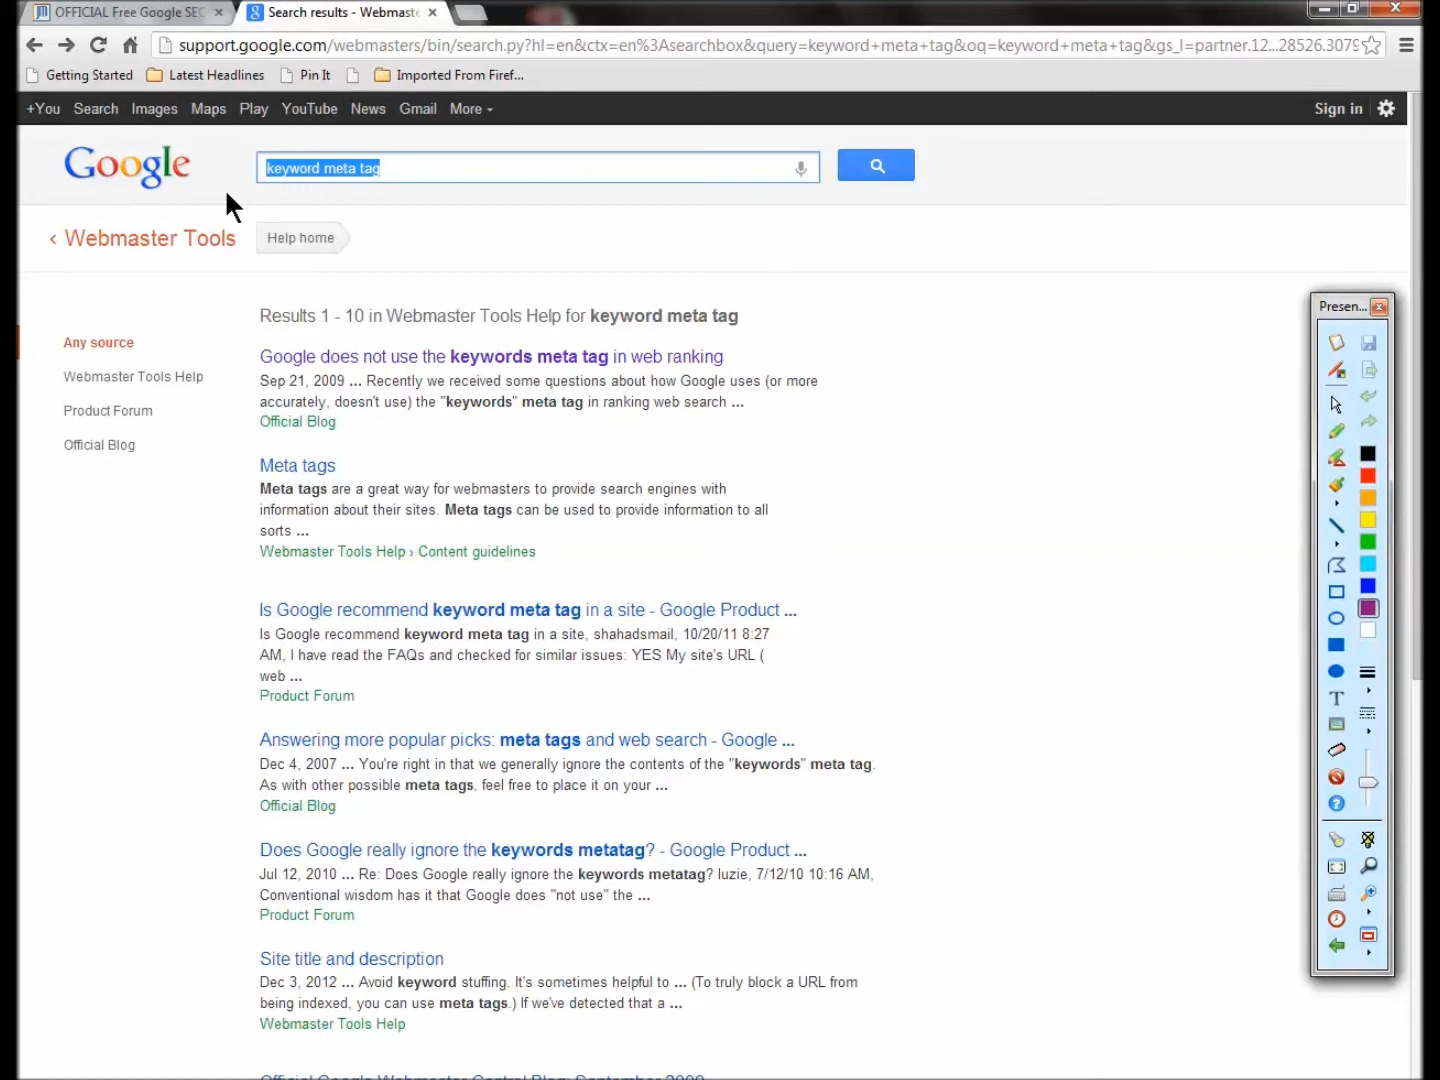 OFFICIAL Free Google SEC
Search results - Webmaste
support.google.com/webmasters/bin/search.py?hl=en&ctx=en%3Asearchbox&query=keyword+meta+tag&oq=keyword+meta+tag&gs_l=partner.12...28526.3079
Getting Started Latest Headlines Pin It Imported From Firef...
+You Search Images Maps Play YouTube News Gmail More Sign in
Google
keyword meta tag
‹ Webmaster Tools
Help home
Results 1 - 10 in Webmaster Tools Help for keyword meta tag
Any source
Webmaster Tools Help
Product Forum
Official Blog
Google does not use the keywords meta tag in web ranking
Sep 21, 2009 ... Recently we received some questions about how Google uses (or more
accurately, doesn't use) the "keywords" meta tag in ranking web search ...
Official Blog
Meta tags
Meta tags are a great way for webmasters to provide search engines with
information about their sites. Meta tags can be used to provide information to all
sorts ...
Webmaster Tools Help › Content guidelines
Is Google recommend keyword meta tag in a site - Google Product ...
Is Google recommend keyword meta tag in a site, shahadsmail, 10/20/11 8:27
AM, I have read the FAQs and checked for similar issues: YES My site's URL (
web ...
Product Forum
Answering more popular picks: meta tags and web search - Google ...
Dec 4, 2007 ... You're right in that we generally ignore the contents of the "keywords" meta tag.
As with other possible meta tags, feel free to place it on your ...
Official Blog
Does Google really ignore the keywords metatag? - Google Product ...
Jul 12, 2010 ... Re: Does Google really ignore the keywords metatag? luzie, 7/12/10 10:16 AM,
Conventional wisdom has it that Google does "not use" the ...
Product Forum
Site title and description
Dec 3, 2012 ... Avoid keyword stuffing. It's sometimes helpful to ... (To truly block a URL from
being indexed, you can use meta tags.) If we've detected that a ...
Webmaster Tools Help
Official Google Webmaster Central Blog: September 2009
Presen...
T